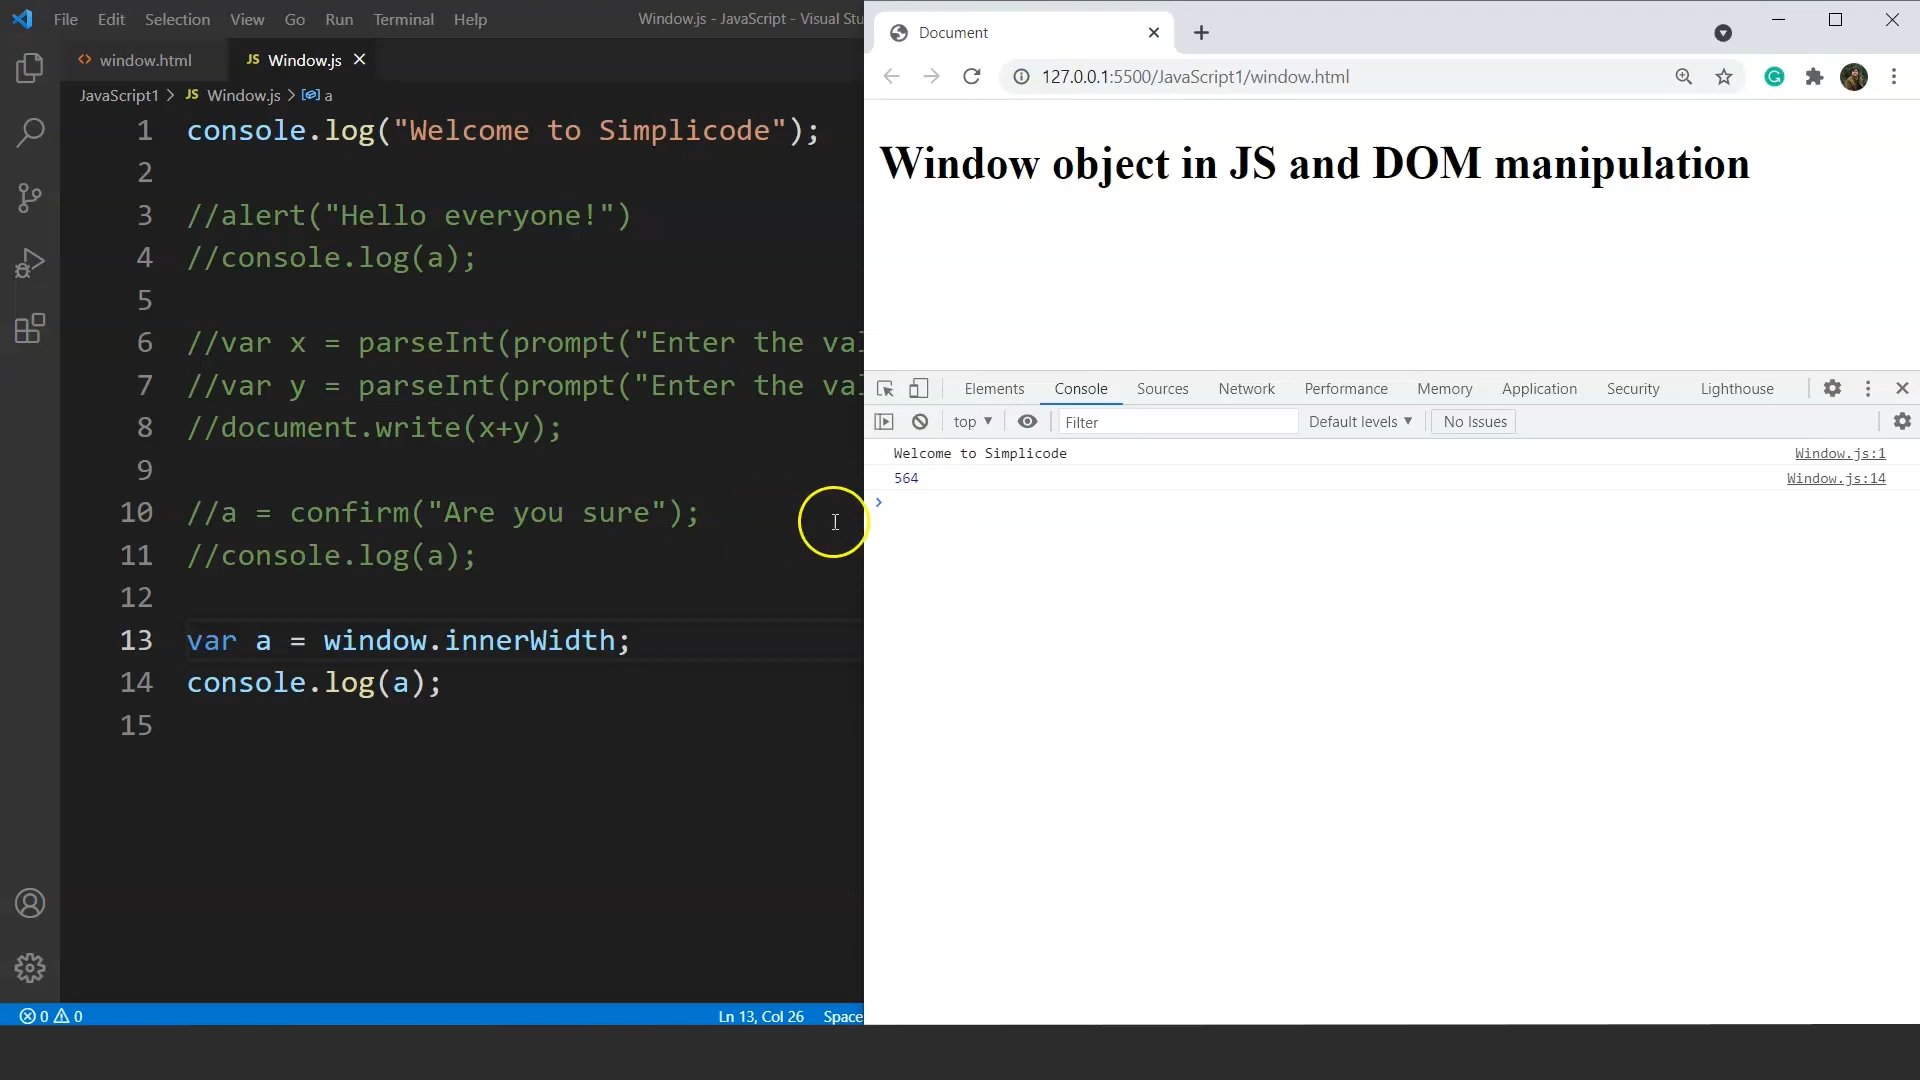 File Edit Selection View Go Run Terminal Help Window.js - JavaScript - Visual Stu
window.html JS Window.js
JavaScript1 > JS Window.js > a
1 console.log("Welcome to Simplicode");
2
3 //alert("Hello everyone!")
4 //console.log(a);
5
6 //var x = parseInt(prompt("Enter the val
7 //var y = parseInt(prompt("Enter the val
8 //document.write(x+y);
9
10 //a = confirm("Are you sure");
11 //console.log(a);
12
13 var a = window.innerWidth;
14 console.log(a);
15
0 0 Ln 13, Col 26 Space
Document
127.0.0.1:5500/JavaScript1/window.html
Window object in JS and DOM manipulation
Elements Console Sources Network Performance Memory Application Security Lighthouse
top Filter Default levels No Issues
Welcome to Simplicode Window.js:1
564 Window.js:14